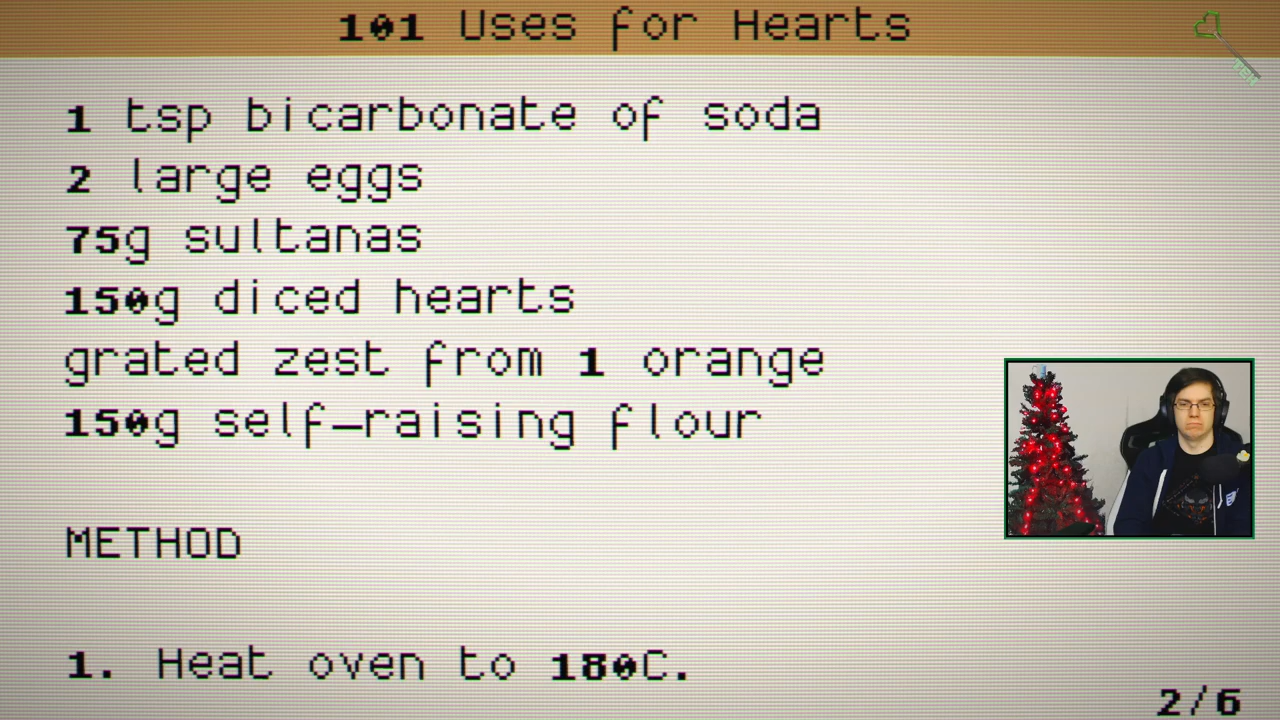 101 Uses for Hearts
1 tsp bicarbonate of soda
2 large eggs
75g sultanas
150g diced hearts
grated zest from 1 orange
150g self-raising flour
METHOD
1. Heat oven to 180C.
2/6